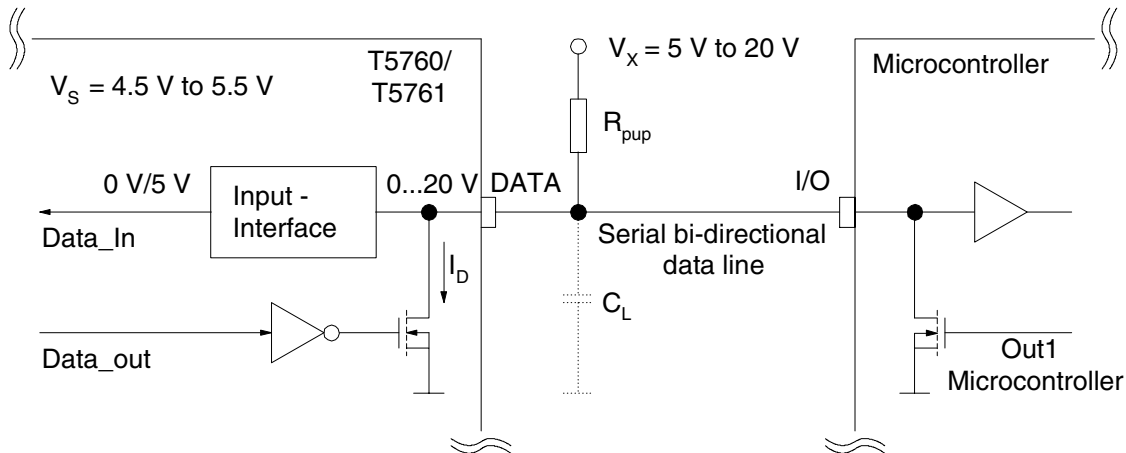 V_S = 4.5 V to 5.5 V
T5760/
T5761
V_X = 5 V to 20 V
Microcontroller
R_pup
0 V/5 V
Input -
Interface
0...20 V
DATA
I/O
Data_In
Serial bi-directional
data line
I_D
C_L
Data_out
Out1
Microcontroller